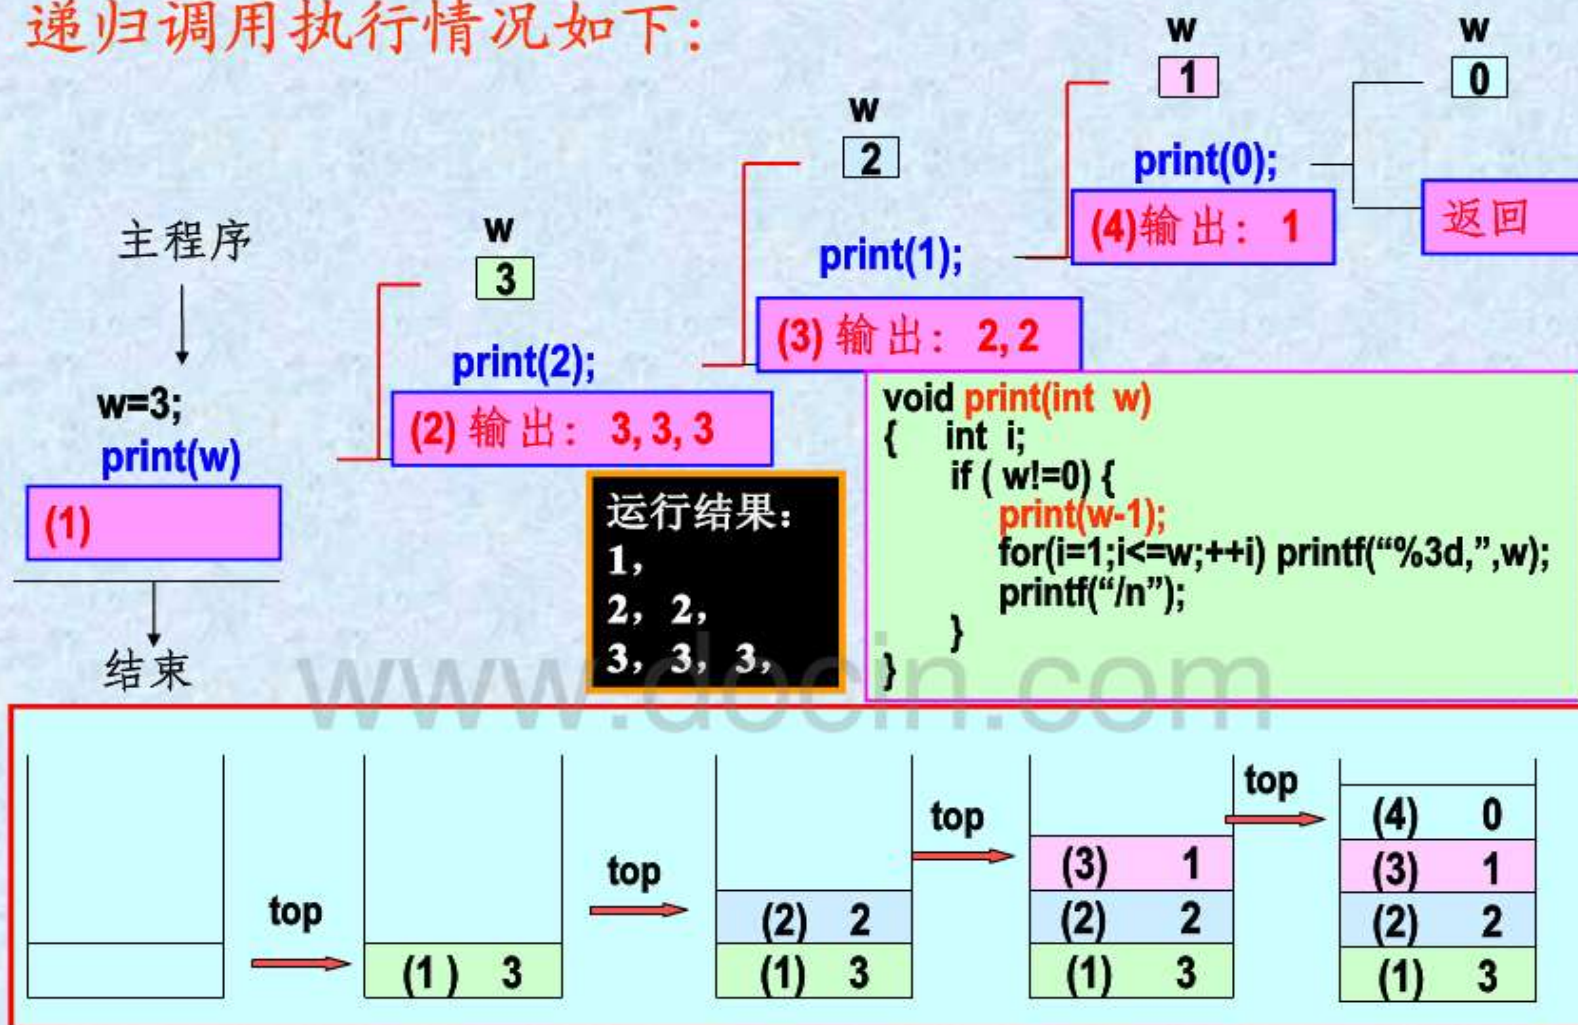 递归调用执行情况如下：
主程序
w=3;
print(w)
(1)
结束
w
3
print(2);
(2) 输出： 3, 3, 3
w
2
print(1);
(3) 输出： 2, 2
w
1
print(0);
(4)输出： 1
w
0
返回
运行结果：
1，
2， 2，
3， 3， 3，
void print(int w)
{ int i;
if ( w!=0) {
print(w-1);
for(i=1;i<=w;++i) printf(“%3d,”,w);
printf(“/n”);
}
}
www.docin.com
top
(1) 3
top
(2) 2
(1) 3
top
(3) 1
(2) 2
(1) 3
top
(4) 0
(3) 1
(2) 2
(1) 3